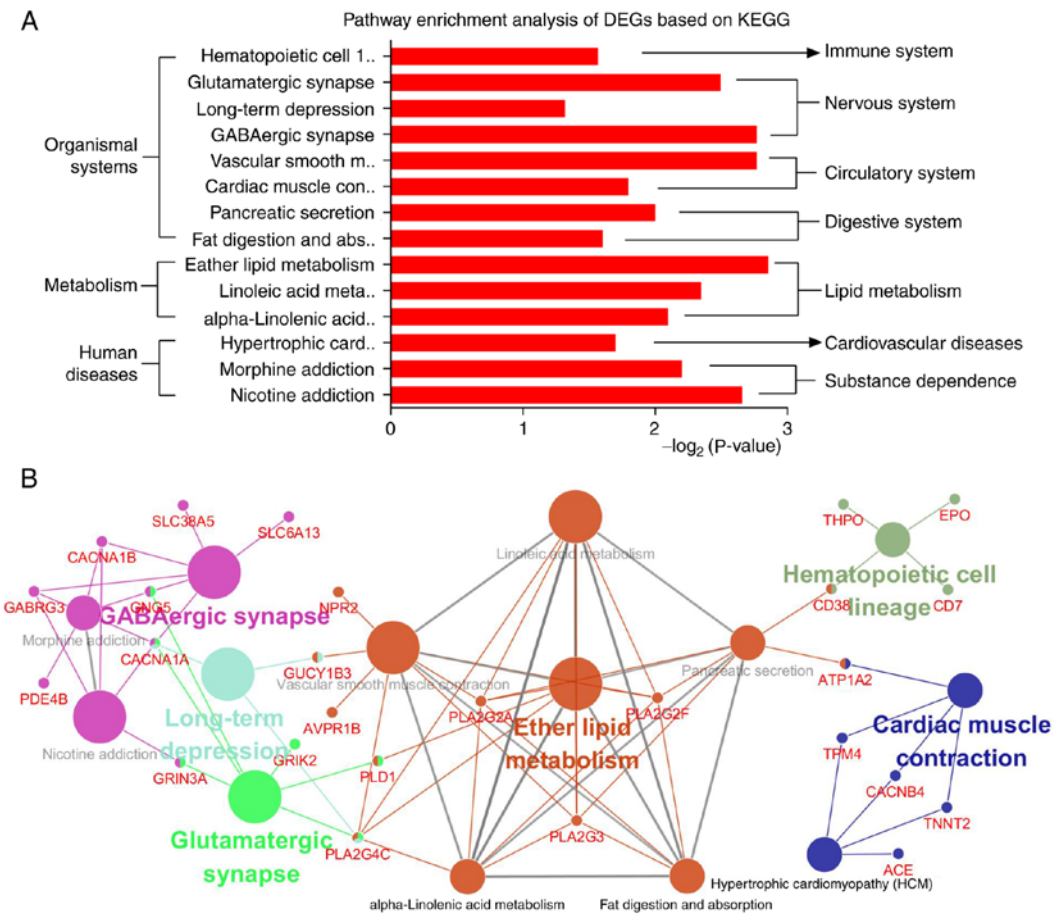 A
Pathway enrichment analysis of DEGs based on KEGG
Organismal
systems
Metabolism
Human
diseases
Hematopoietic cell 1..
Glutamatergic synapse
Long-term depression
GABAergic synapse
Vascular smooth m..
Cardiac muscle con..
Pancreatic secretion
Fat digestion and abs..
Eather lipid metabolism
Linoleic acid meta..
alpha-Linolenic acid..
Hypertrophic card..
Morphine addiction
Nicotine addiction
Immune system
Nervous system
Circulatory system
Digestive system
Lipid metabolism
Cardiovascular diseases
Substance dependence
0 1 2 3
–log2 (P-value)
B
SLC38A5
SLC6A13
CACNA1B
GABRG3
GNG5
GABAergic synapse
Morphine addiction
CACNA1A
PDE4B
Nicotine addiction
GRIN3A
Long-term
depression
GRIK2
Glutamatergic
synapse
NPR2
GUCY1B3
Vascular smooth muscle contraction
AVPR1B
PLD1
PLA2G4C
Linoleic acid metabolism
PLA2G2A
PLA2G2F
Ether lipid
metabolism
PLA2G3
alpha-Linolenic acid metabolism
Fat digestion and absorption
Pancreatic secretion
THPO
EPO
Hematopoietic cell
lineage
CD38
CD7
ATP1A2
Cardiac muscle
contraction
TPM4
CACNB4
TNNT2
ACE
Hypertrophic cardiomyopathy (HCM)